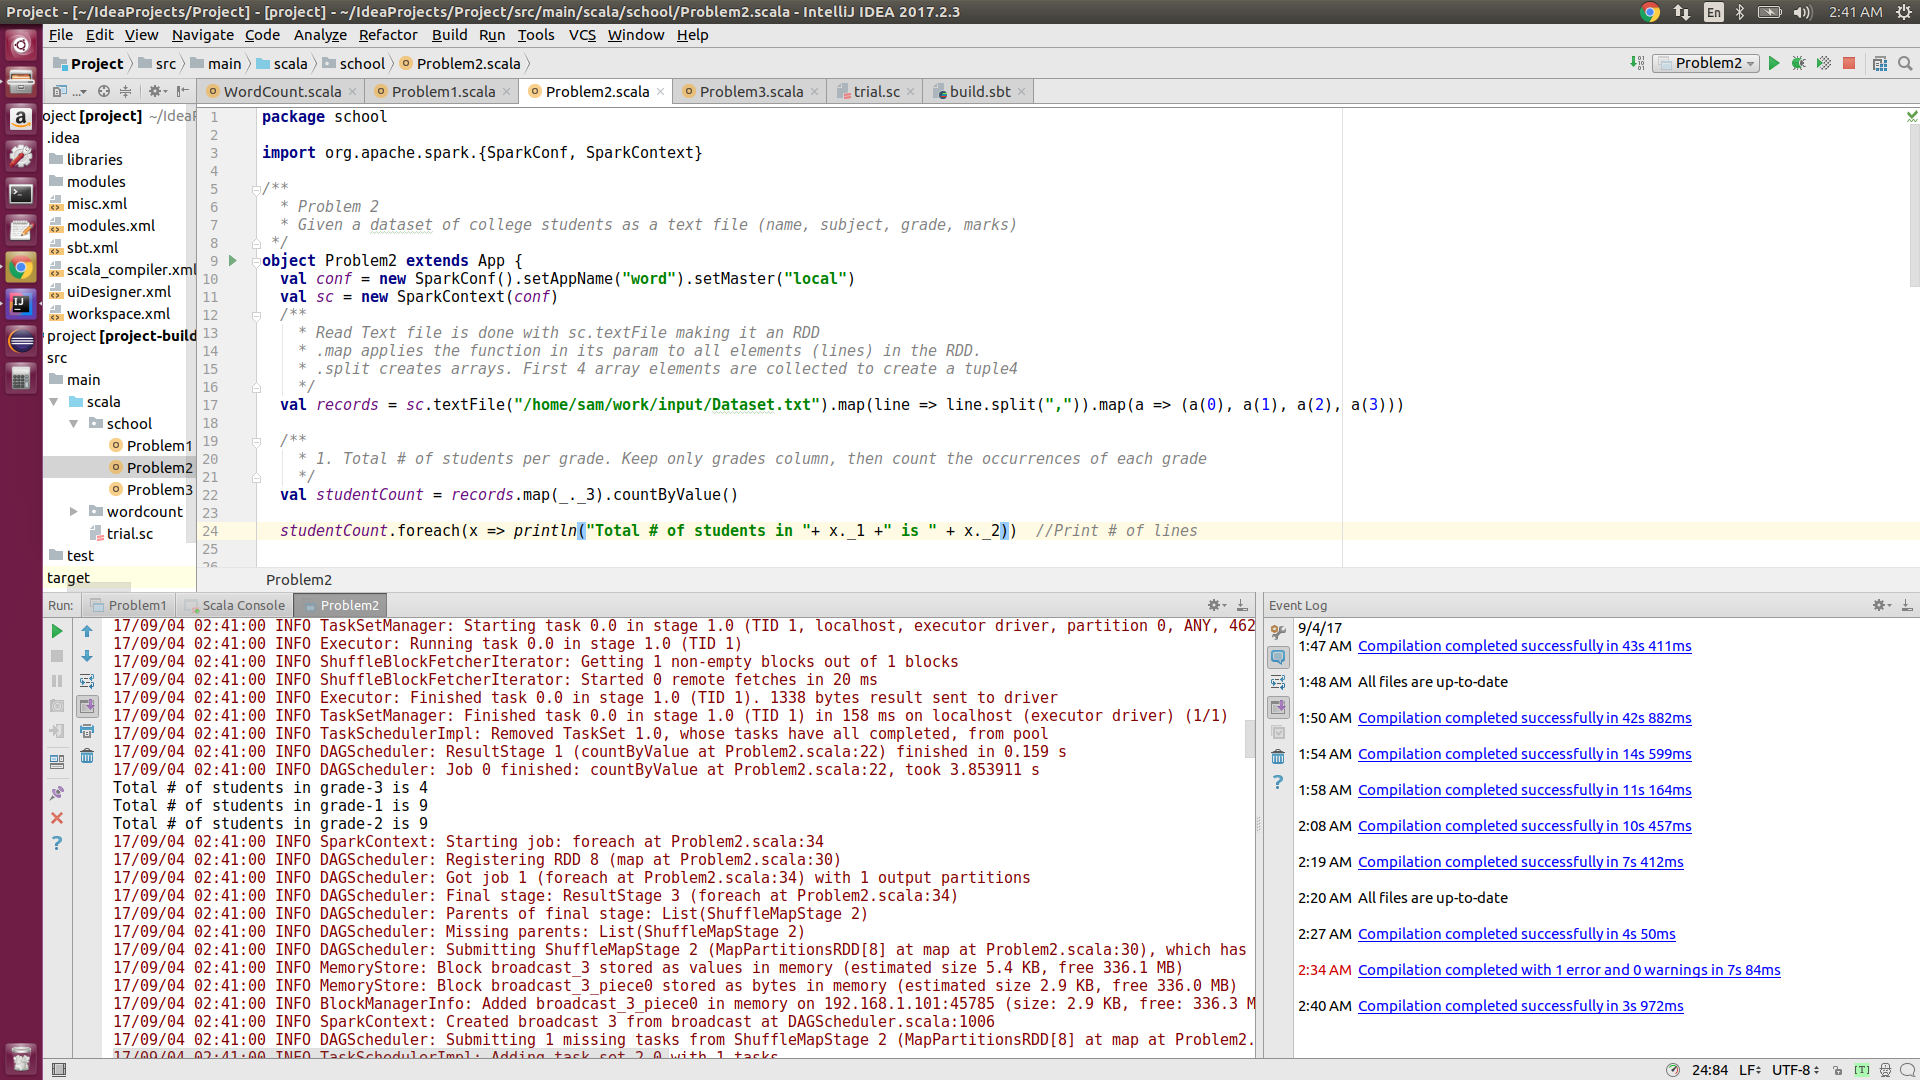 Project - [~/IdeaProjects/Project] - [project] - ~/IdeaProjects/Project/src/main/scala/school/Problem2.scala - IntelliJ IDEA 2017.2.3
En
2:41 AM
File Edit View Navigate Code Analyze Refactor Build Run Tools VCS Window Help
Project src main scala school Problem2.scala
Problem2
WordCount.scala Problem1.scala Problem2.scala Problem3.scala trial.sc build.sbt
oject [project] ~/IdeaP
.idea
libraries
modules
misc.xml
modules.xml
sbt.xml
scala_compiler.xml
uiDesigner.xml
workspace.xml
project [project-build
src
main
scala
school
Problem1
Problem2
Problem3
wordcount
trial.sc
test
target
1 package school
2
3 import org.apache.spark.{SparkConf, SparkContext}
4
5 /**
6 * Problem 2
7 * Given a dataset of college students as a text file (name, subject, grade, marks)
8 */
9 object Problem2 extends App {
10 val conf = new SparkConf().setAppName("word").setMaster("local")
11 val sc = new SparkContext(conf)
12 /**
13 * Read Text file is done with sc.textFile making it an RDD
14 * .map applies the function in its param to all elements (lines) in the RDD.
15 * .split creates arrays. First 4 array elements are collected to create a tuple4
16 */
17 val records = sc.textFile("/home/sam/work/input/Dataset.txt").map(line => line.split(",")).map(a => (a(0), a(1), a(2), a(3)))
18
19 /**
20 * 1. Total # of students per grade. Keep only grades column, then count the occurrences of each grade
21 */
22 val studentCount = records.map(_._3).countByValue()
23
24 studentCount.foreach(x => println("Total # of students in "+ x._1 +" is " + x._2)) //Print # of lines
25
26
Problem2
Run: Problem1 Scala Console Problem2
17/09/04 02:41:00 INFO TaskSetManager: Starting task 0.0 in stage 1.0 (TID 1, localhost, executor driver, partition 0, ANY, 462
17/09/04 02:41:00 INFO Executor: Running task 0.0 in stage 1.0 (TID 1)
17/09/04 02:41:00 INFO ShuffleBlockFetcherIterator: Getting 1 non-empty blocks out of 1 blocks
17/09/04 02:41:00 INFO ShuffleBlockFetcherIterator: Started 0 remote fetches in 20 ms
17/09/04 02:41:00 INFO Executor: Finished task 0.0 in stage 1.0 (TID 1). 1338 bytes result sent to driver
17/09/04 02:41:00 INFO TaskSetManager: Finished task 0.0 in stage 1.0 (TID 1) in 158 ms on localhost (executor driver) (1/1)
17/09/04 02:41:00 INFO TaskSchedulerImpl: Removed TaskSet 1.0, whose tasks have all completed, from pool
17/09/04 02:41:00 INFO DAGScheduler: ResultStage 1 (countByValue at Problem2.scala:22) finished in 0.159 s
17/09/04 02:41:00 INFO DAGScheduler: Job 0 finished: countByValue at Problem2.scala:22, took 3.853911 s
Total # of students in grade-3 is 4
Total # of students in grade-1 is 9
Total # of students in grade-2 is 9
17/09/04 02:41:00 INFO SparkContext: Starting job: foreach at Problem2.scala:34
17/09/04 02:41:00 INFO DAGScheduler: Registering RDD 8 (map at Problem2.scala:30)
17/09/04 02:41:00 INFO DAGScheduler: Got job 1 (foreach at Problem2.scala:34) with 1 output partitions
17/09/04 02:41:00 INFO DAGScheduler: Final stage: ResultStage 3 (foreach at Problem2.scala:34)
17/09/04 02:41:00 INFO DAGScheduler: Parents of final stage: List(ShuffleMapStage 2)
17/09/04 02:41:00 INFO DAGScheduler: Missing parents: List(ShuffleMapStage 2)
17/09/04 02:41:00 INFO DAGScheduler: Submitting ShuffleMapStage 2 (MapPartitionsRDD[8] at map at Problem2.scala:30), which has
17/09/04 02:41:00 INFO MemoryStore: Block broadcast_3 stored as values in memory (estimated size 5.4 KB, free 336.1 MB)
17/09/04 02:41:00 INFO MemoryStore: Block broadcast_3_piece0 stored as bytes in memory (estimated size 2.9 KB, free 336.0 MB)
17/09/04 02:41:00 INFO BlockManagerInfo: Added broadcast_3_piece0 in memory on 192.168.1.101:45785 (size: 2.9 KB, free: 336.3 M
17/09/04 02:41:00 INFO SparkContext: Created broadcast 3 from broadcast at DAGScheduler.scala:1006
17/09/04 02:41:00 INFO DAGScheduler: Submitting 1 missing tasks from ShuffleMapStage 2 (MapPartitionsRDD[8] at map at Problem2.
17/09/04 02:41:00 INFO TaskSchedulerImpl: Adding task set 2.0 with 1 tasks
Event Log
9/4/17
1:47 AM Compilation completed successfully in 43s 411ms
1:48 AM All files are up-to-date
1:50 AM Compilation completed successfully in 42s 882ms
1:54 AM Compilation completed successfully in 14s 599ms
1:58 AM Compilation completed successfully in 11s 164ms
2:08 AM Compilation completed successfully in 10s 457ms
2:19 AM Compilation completed successfully in 7s 412ms
2:20 AM All files are up-to-date
2:27 AM Compilation completed successfully in 4s 50ms
2:34 AM Compilation completed with 1 error and 0 warnings in 7s 84ms
2:40 AM Compilation completed successfully in 3s 972ms
24:84 LF UTF-8 [T]